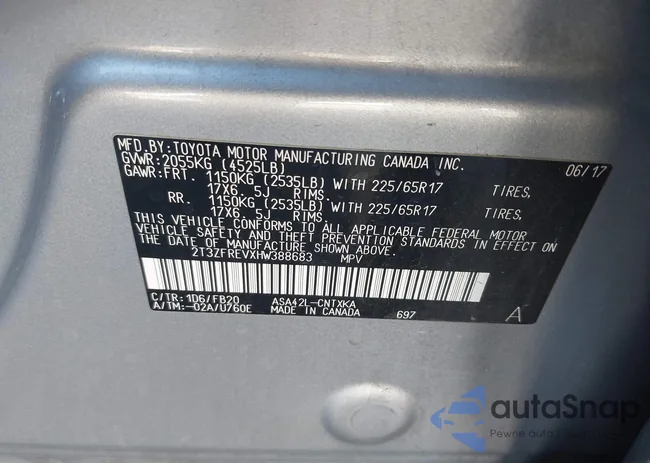 MFD.BY:TOYOTA MOTOR MANUFACTURING CANADA INC. 06/17
GVWR:2055KG (4525LB)
GAWR:FRT. 1150KG (2535LB) WITH 225/65R17 TIRES,
17X6.5J RIMS.
RR. 1150KG (2535LB) WITH 225/65R17 TIRES,
17X6.5J RIMS.
THIS VEHICLE CONFORMS TO ALL APPLICABLE FEDERAL MOTOR
VEHICLE SAFETY AND THEFT PREVENTION STANDARDS IN EFFECT ON
THE DATE OF MANUFACTURE SHOWN ABOVE.
2T3ZFREVXHW388683 MPV
C/TR:1D6/FB20 ASA42L-CNTXKA
A/TM:-02A/U760E MADE IN CANADA 697 A
autoSnap
Pewne auto